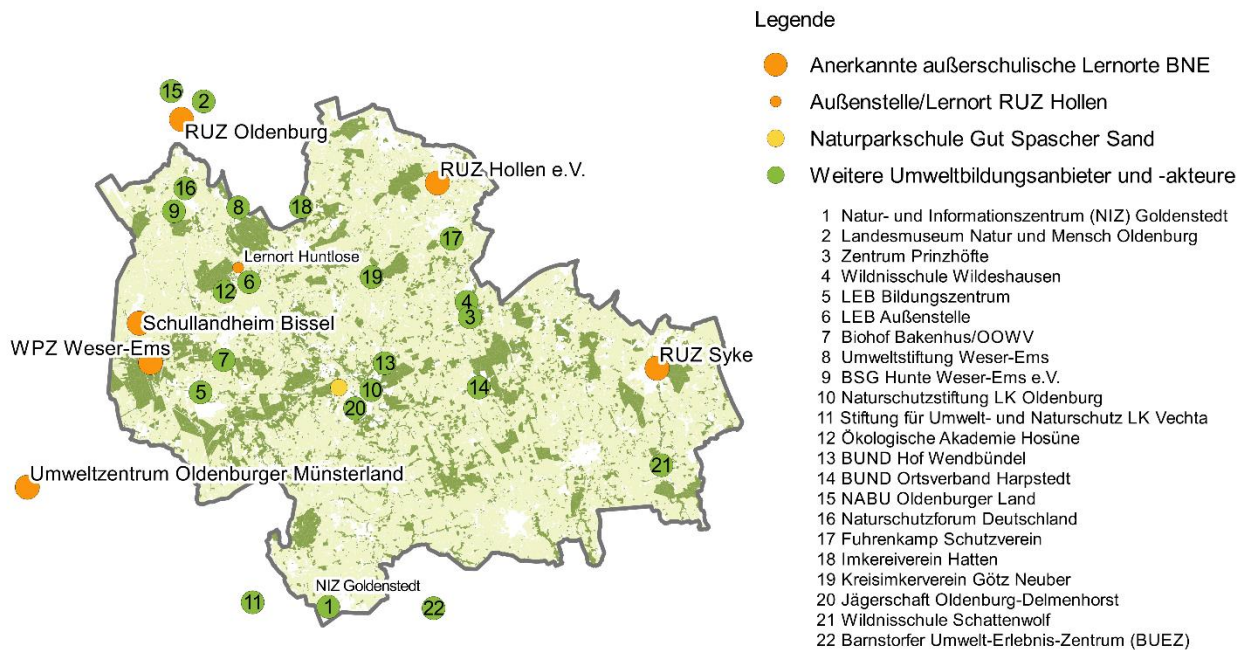 15
2
RUZ Oldenburg
RUZ Hollen e.V.
16
9
8
18
17
Lernort Huntlose
6
12
19
4
3
Schullandheim Bissel
WPZ Weser-Ems
7
13
RUZ Syke
5
10
14
20
21
Umweltzentrum Oldenburger Münsterland
NIZ Goldenstedt
11
1
22
Legende
Anerkannte außerschulische Lernorte BNE
Außenstelle/Lernort RUZ Hollen
Naturparkschule Gut Spascher Sand
Weitere Umweltbildungsanbieter und -akteure
1 Natur- und Informationszentrum (NIZ) Goldenstedt
2 Landesmuseum Natur und Mensch Oldenburg
3 Zentrum Prinzhöfte
4 Wildnisschule Wildeshausen
5 LEB Bildungszentrum
6 LEB Außenstelle
7 Biohof Bakenhus/OOWV
8 Umweltstiftung Weser-Ems
9 BSG Hunte Weser-Ems e.V.
10 Naturschutzstiftung LK Oldenburg
11 Stiftung für Umwelt- und Naturschutz LK Vechta
12 Ökologische Akademie Hosüne
13 BUND Hof Wendbündel
14 BUND Ortsverband Harpstedt
15 NABU Oldenburger Land
16 Naturschutzforum Deutschland
17 Fuhrenkamp Schutzverein
18 Imkereiverein Hatten
19 Kreisimkerverein Götz Neuber
20 Jägerschaft Oldenburg-Delmenhorst
21 Wildnisschule Schattenwolf
22 Barnstorfer Umwelt-Erlebnis-Zentrum (BUEZ)